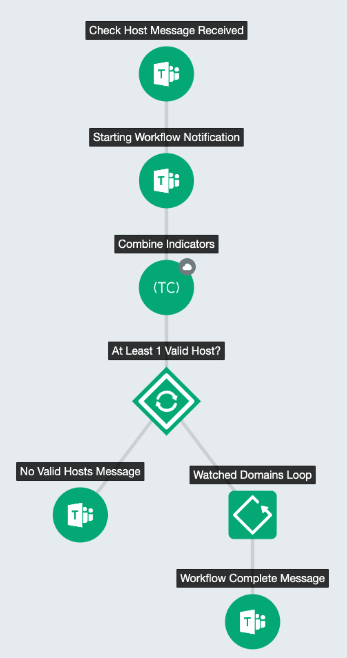 Check Host Message Received
T
Starting Workflow Notification
T
Combine Indicators
(TC)
At Least 1 Valid Host?
No Valid Hosts Message
Watched Domains Loop
T
Workflow Complete Message
T